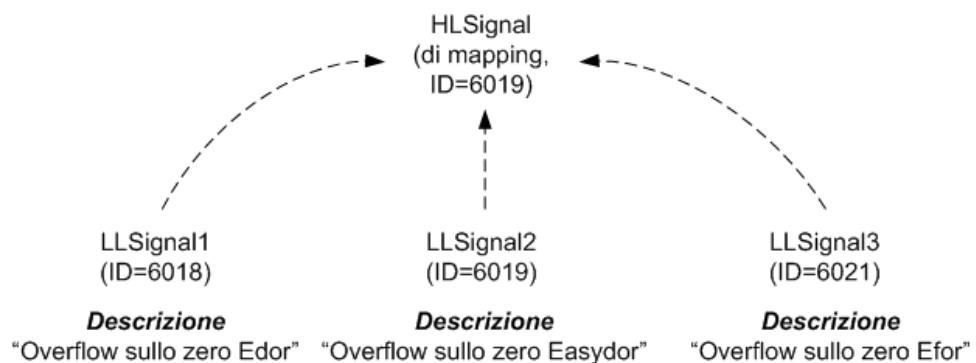 HLSignal
(di mapping,
ID=6019)
LLSignal1
(ID=6018)
LLSignal2
(ID=6019)
LLSignal3
(ID=6021)
Descrizione
“Overflow sullo zero Edor”
Descrizione
“Overflow sullo zero Easydor”
Descrizione
“Overflow sullo zero Efor”